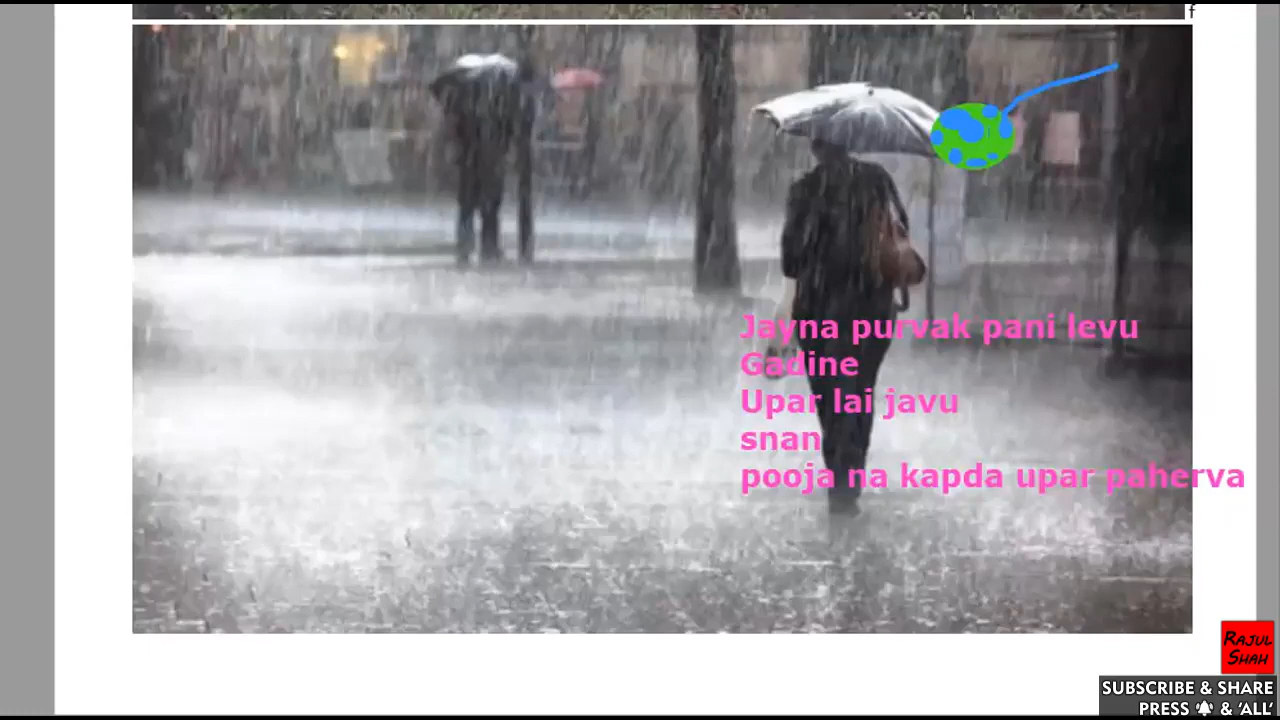 f
Jayna purvak pani levu
Gadine
Upar lai javu
snan
pooja na kapda upar paherva
RAJUL
SHAH
SUBSCRIBE & SHARE
PRESS & 'ALL'